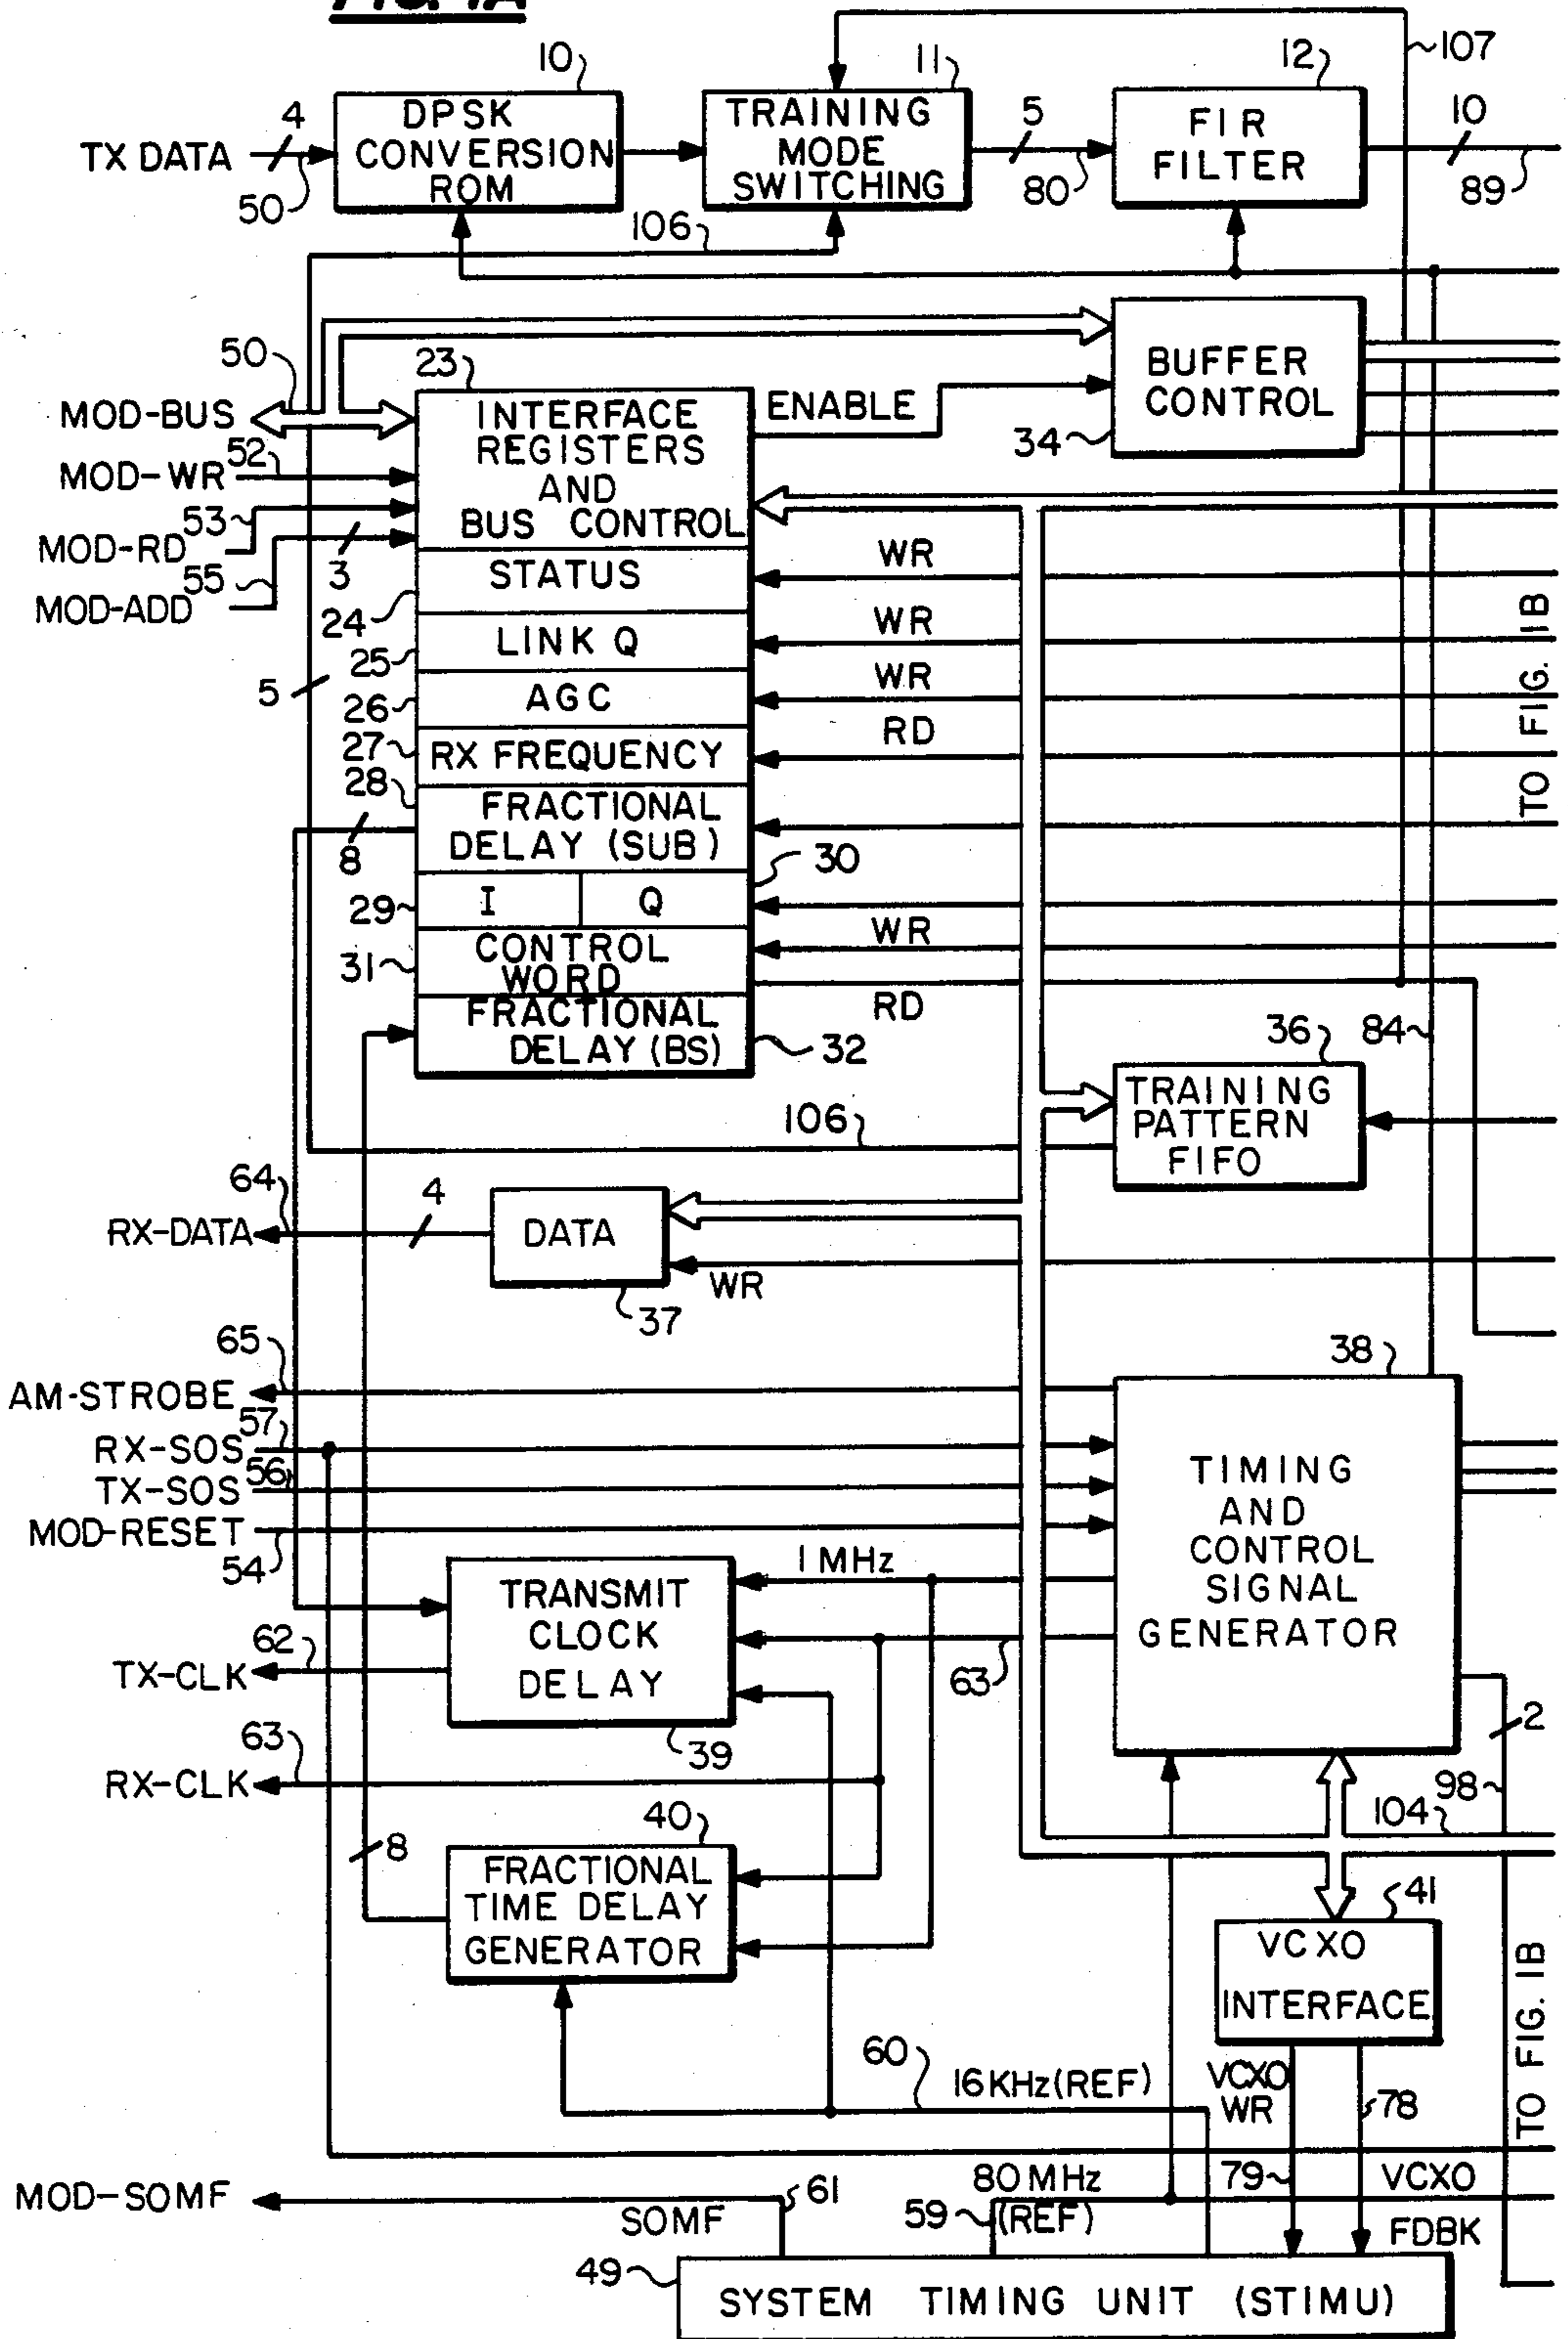 FIG. 1A
10
11
12
107
TX DATA
4
50
DPSK
CONVERSION
ROM
TRAINING
MODE
SWITCHING
5
80
FIR
FILTER
10
89
106
50
23
MOD-BUS
MOD-WR
52
MOD-RD
53
MOD-ADD
55
3
5
INTERFACE
REGISTERS
AND
BUS CONTROL
ENABLE
BUFFER
CONTROL
34
STATUS
24
WR
LINK Q
25
WR
AGC
26
WR
RX FREQUENCY
27
RD
28
FRACTIONAL
DELAY (SUB)
8
30
29
I
Q
WR
CONTROL
WORD
31
RD
FRACTIONAL
DELAY (BS)
32
TO FIG. 1B
36
84
TRAINING
PATTERN
FIFO
106
64
RX-DATA
4
DATA
WR
37
65
AM-STROBE
57
RX-SOS
56
TX-SOS
MOD-RESET
54
38
TIMING
AND
CONTROL
SIGNAL
GENERATOR
1 MHz
TRANSMIT
CLOCK
DELAY
62
TX-CLK
63
39
63
RX-CLK
2
98
104
40
8
FRACTIONAL
TIME DELAY
GENERATOR
41
VCXO
INTERFACE
TO FIG. 1B
60
16KHz (REF)
VCXO
WR
78
79
VCXO
FDBK
MOD-SOMF
SOMF
61
80 MHz
(REF)
59
49
SYSTEM TIMING UNIT (STIMU)